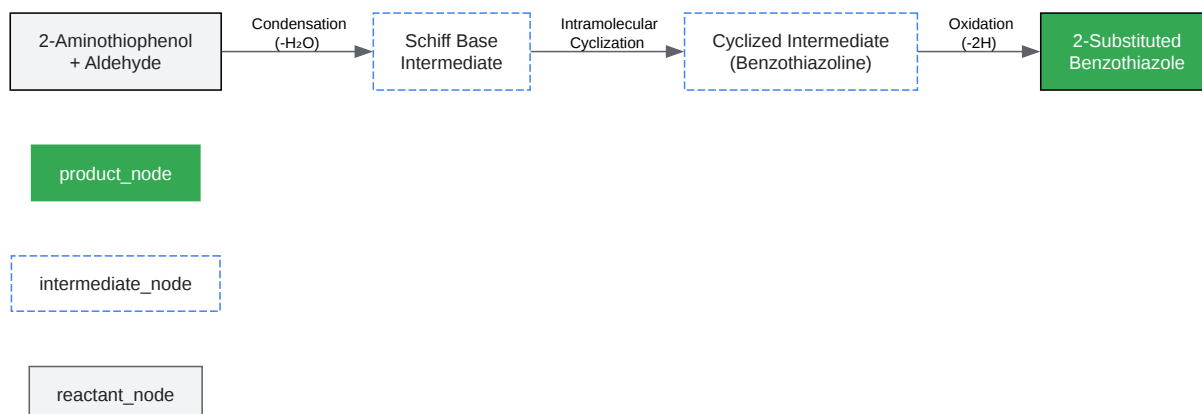 2-Aminothiophenol
+ Aldehyde
Condensation
(-H₂O)
Schiff Base
Intermediate
Intramolecular
Cyclization
Cyclized Intermediate
(Benzothiazoline)
Oxidation
(-2H)
2-Substituted
Benzothiazole
product_node
intermediate_node
reactant_node